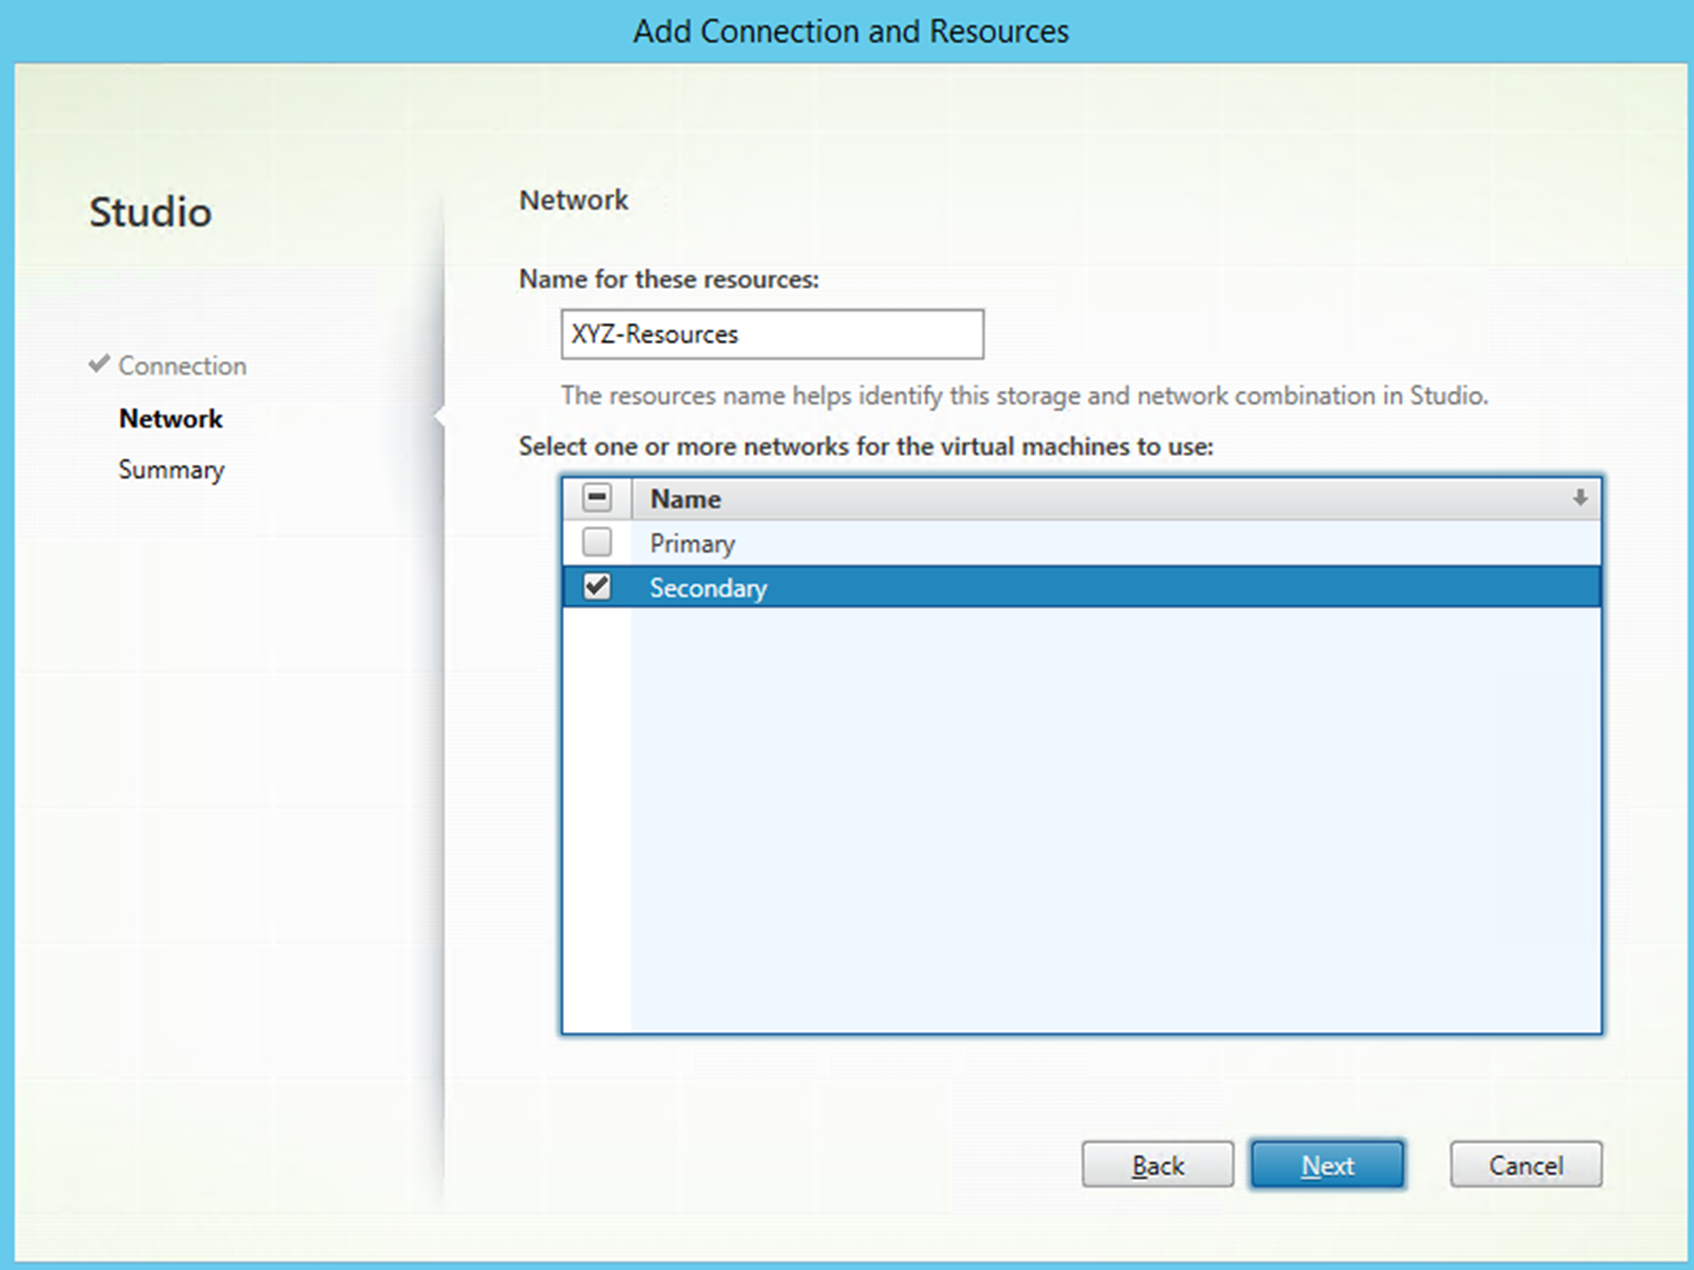 Add Connection and Resources
Studio
Connection
Network
Summary
Network
Name for these resources:
XYZ-Resources
The resources name helps identify this storage and network combination in Studio.
Select one or more networks for the virtual machines to use:
Name
Primary
Secondary
Back Next Cancel